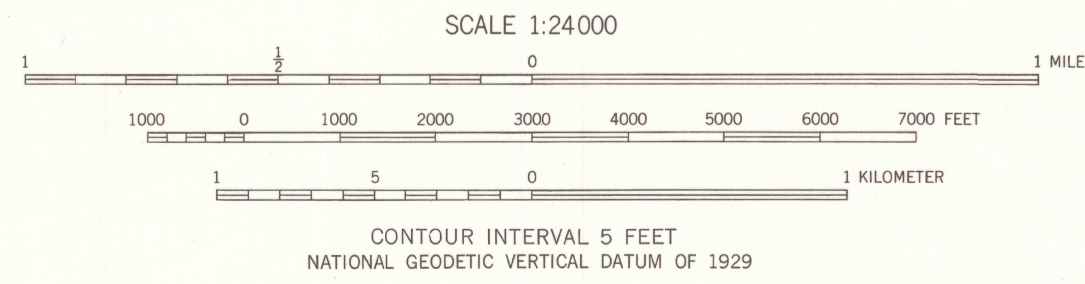 SCALE 1:24000
1 ½ 0 1 MILE
1000 0 1000 2000 3000 4000 5000 6000 7000 FEET
1 5 0 1 KILOMETER
CONTOUR INTERVAL 5 FEET
NATIONAL GEODETIC VERTICAL DATUM OF 1929